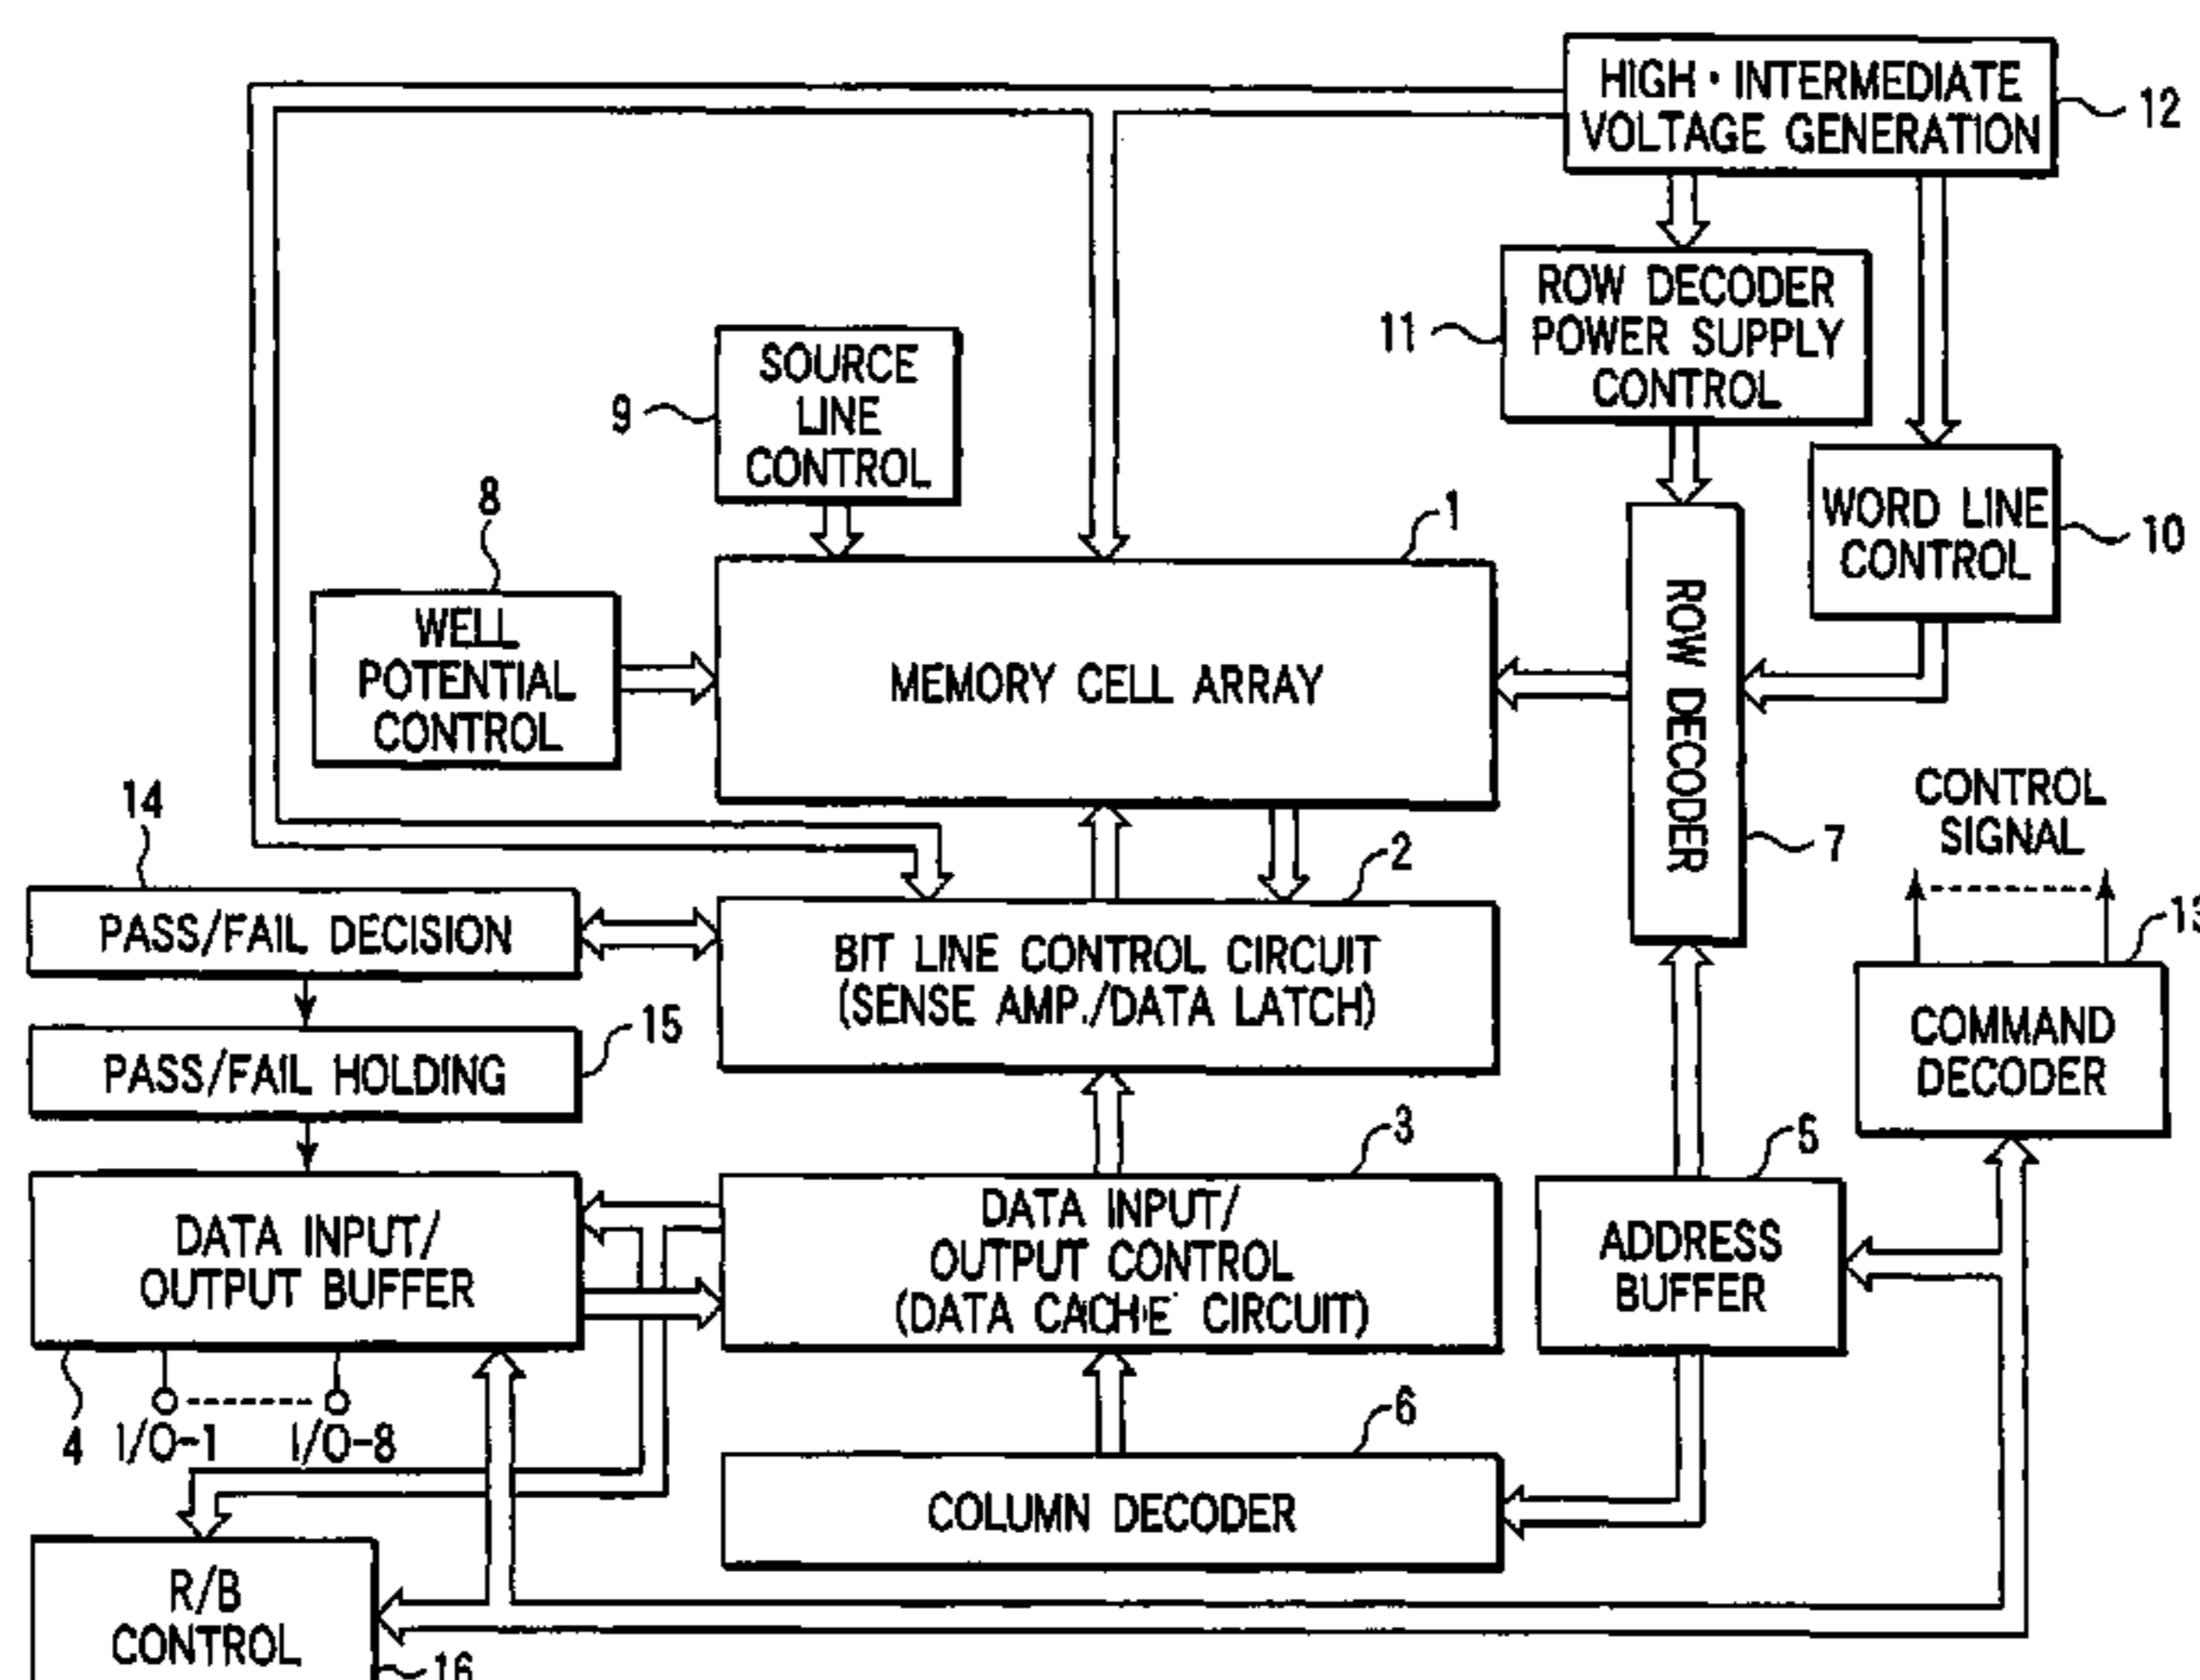 HIGH・INTERMEDIATE
VOLTAGE GENERATION
12
ROW DECODER
POWER SUPPLY
CONTROL
11
SOURCE
LINE
CONTROL
9
WORD LINE
CONTROL
10
8
WELL
POTENTIAL
CONTROL
1
MEMORY CELL ARRAY
ROW DECODER
7
CONTROL
SIGNAL
14
PASS/FAIL DECISION
2
BIT LINE CONTROL CIRCUIT
(SENSE AMP./DATA LATCH)
13
COMMAND
DECODER
15
PASS/FAIL HOLDING
3
DATA INPUT/
OUTPUT CONTROL
(DATA CACHE CIRCUIT)
5
ADDRESS
BUFFER
DATA INPUT/
OUTPUT BUFFER
4 I/O-1 I/O-8
6
COLUMN DECODER
R/B
CONTROL
16